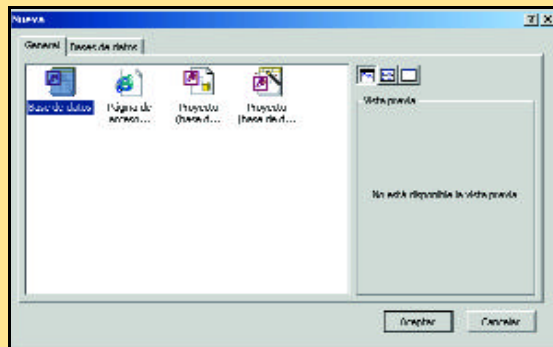 Nueva
General Bases de datos
Base de datos
Página de acceso...
Proyecto (base d...
Proyecto (base de d...
Vista previa
No está disponible la vista previa
Aceptar Cancelar